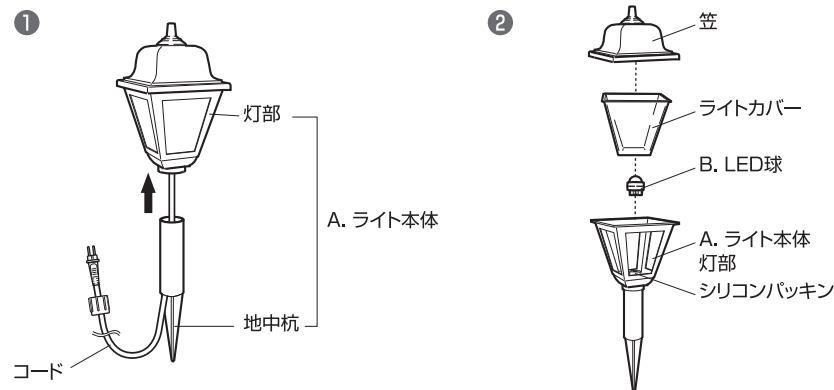 1
灯部
A. ライト本体
地中杭
コード
2
笠
ライトカバー
B. LED球
A. ライト本体
灯部
シリコンパッキン